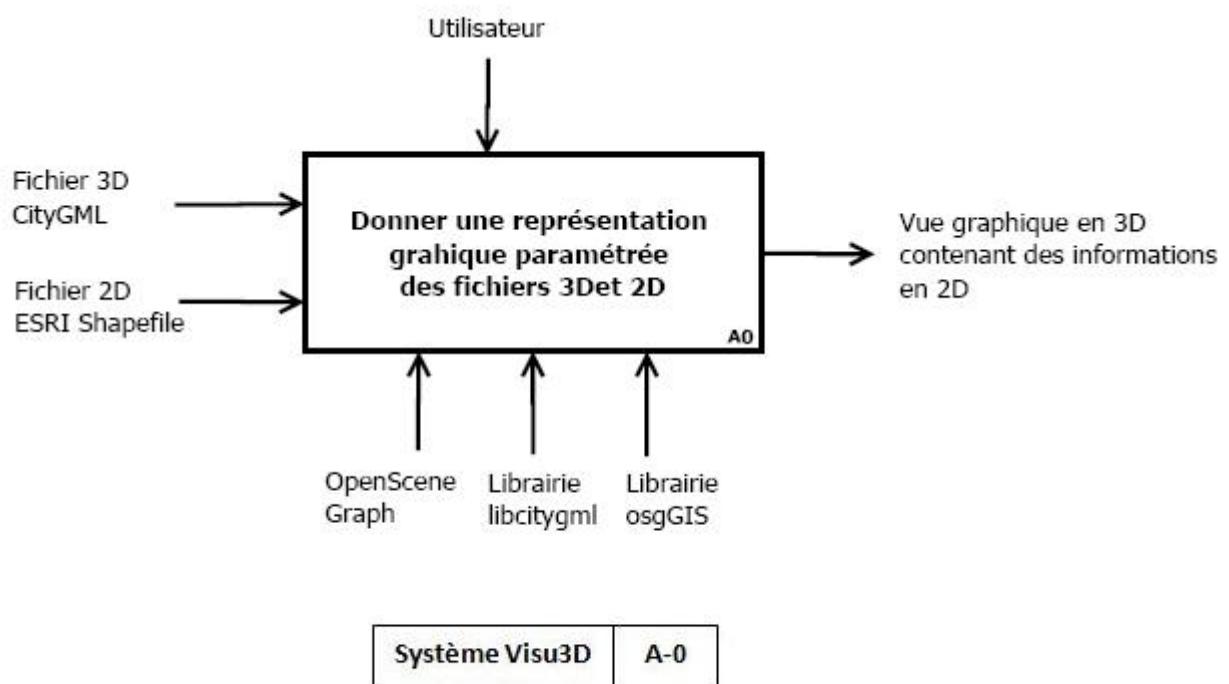 Utilisateur
Fichier 3D
CityGML
Fichier 2D
ESRI Shapefile
Donner une représentation
grahique paramétrée
des fichiers 3Det 2D
A0
Vue graphique en 3D
contenant des informations
en 2D
OpenScene
Graph
Librairie
libcitygml
Librairie
osgGIS
Système Visu3D
A-0